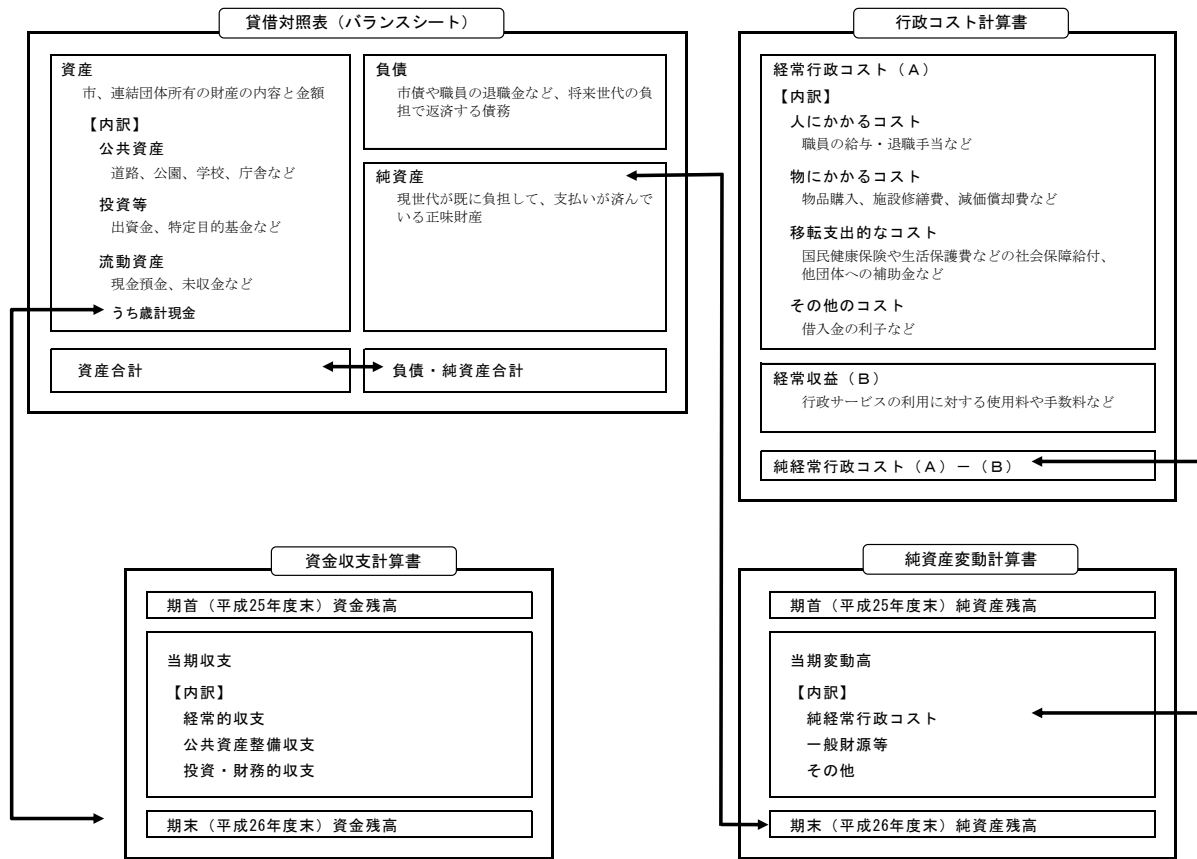 貸借対照表（バランスシート）
資産
市、連結団体所有の財産の内容と金額
【内訳】
公共資産
道路、公園、学校、庁舎など
投資等
出資金、特定目的基金など
流動資産
現金預金、未収金など
うち歳計現金
負債
市債や職員の退職金など、将来世代の負
担で返済する債務
純資産
現世代が既に負担して、支払いが済んで
いる正味財産
資産合計
負債・純資産合計
行政コスト計算書
経常行政コスト（Ａ）
【内訳】
人にかかるコスト
職員の給与・退職手当など
物にかかるコスト
物品購入、施設修繕費、減価償却費など
移転支出的なコスト
国民健康保険や生活保護費などの社会保障給付、
他団体への補助金など
その他のコスト
借入金の利子など
経常収益（Ｂ）
行政サービスの利用に対する使用料や手数料など
純経常行政コスト（Ａ）－（Ｂ）
資金収支計算書
期首（平成25年度末）資金残高
当期収支
【内訳】
経常的収支
公共資産整備収支
投資・財務的収支
期末（平成26年度末）資金残高
純資産変動計算書
期首（平成25年度末）純資産残高
当期変動高
【内訳】
純経常行政コスト
一般財源等
その他
期末（平成26年度末）純資産残高